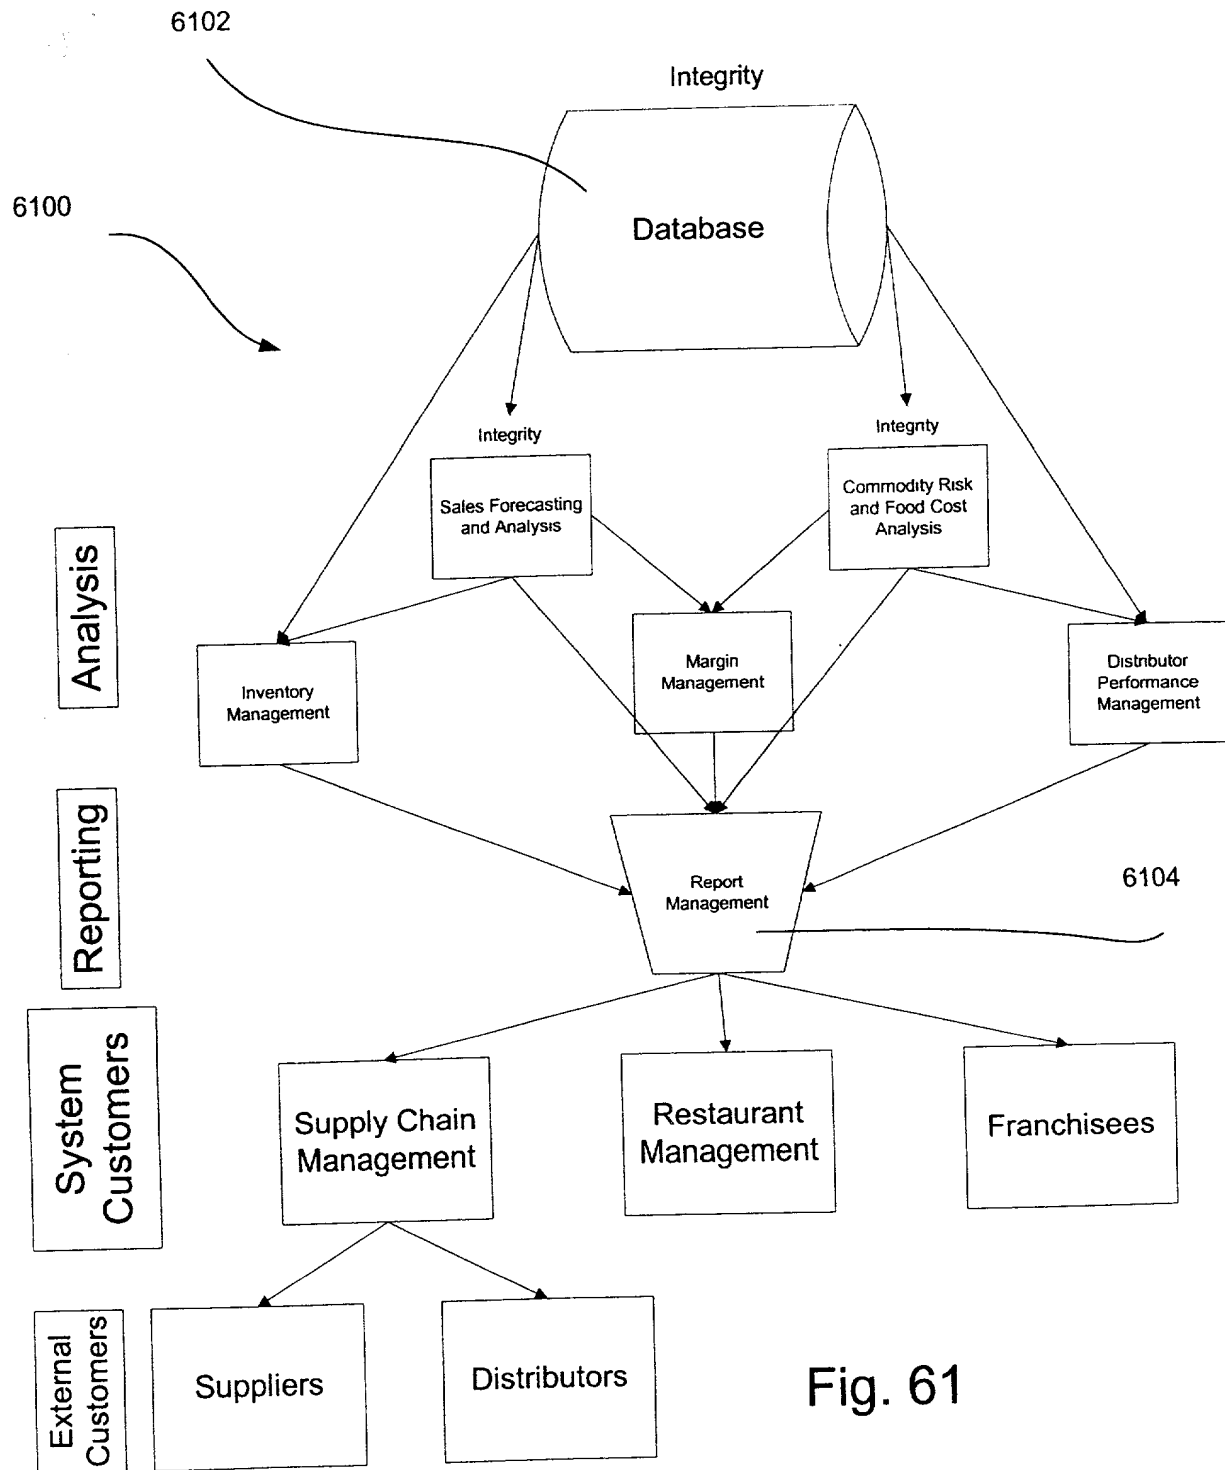 6102
Integrity
6100
Database
Integrity
Integrity
Sales Forecasting
and Analysis
Commodity Risk
and Food Cost
Analysis
Analysis
Inventory
Management
Margin
Management
Distributor
Performance
Management
Reporting
Report
Management
6104
System
Customers
Supply Chain
Management
Restaurant
Management
Franchisees
External
Customers
Suppliers
Distributors
Fig. 61